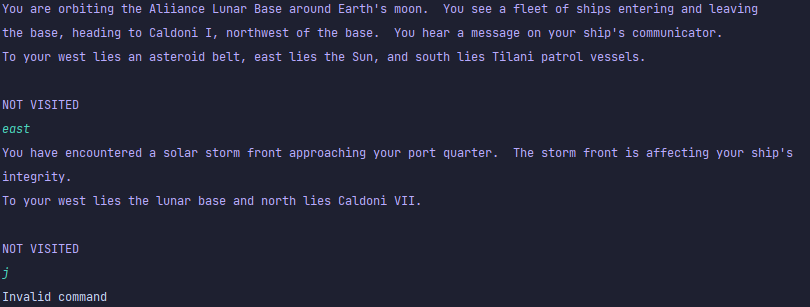 You are orbiting the Aliiance Lunar Base around Earth's moon.  You see a fleet of ships entering and leaving
the base, heading to Caldoni I, northwest of the base.  You hear a message on your ship's communicator.
To your west lies an asteroid belt, east lies the Sun, and south lies Tilani patrol vessels.
NOT VISITED
east
You have encountered a solar storm front approaching your port quarter.  The storm front is affecting your ship's
integrity.
To your west lies the lunar base and north lies Caldoni VII.
NOT VISITED
j
Invalid command